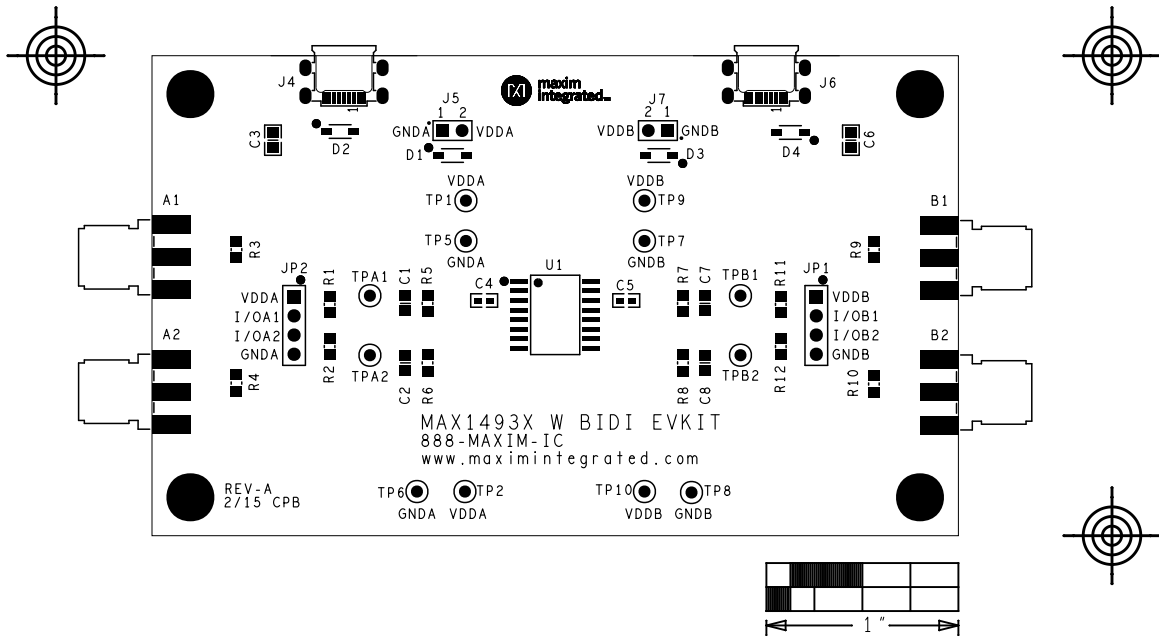 J4
maxim
integrated™
J6
J5
J7
1 2
2 1
GNDA
VDDA
VDDB
GNDB
C3
D2
D1
D3
D4
C6
VDDA
VDDB
TP1
TP9
A1
B1
TP5
TP7
GNDA
GNDB
R3
R9
JP2
R1
TPA1
C1
R5
C4
U1
C5
R7
C7
TPB1
R11
JP1
VDDA
I/OA1
I/OA2
GNDA
VDDB
I/OB1
I/OB2
GNDB
A2
B2
R4
R2
TPA2
C2
R6
R8
C8
TPB2
R12
R10
MAX1493X W BIDI EVKIT
888-MAXIM-IC
www.maximintegrated.com
REV-A
2/15 CPB
TP6
TP2
TP10
TP8
GNDA
VDDA
VDDB
GNDB
1
1
1"